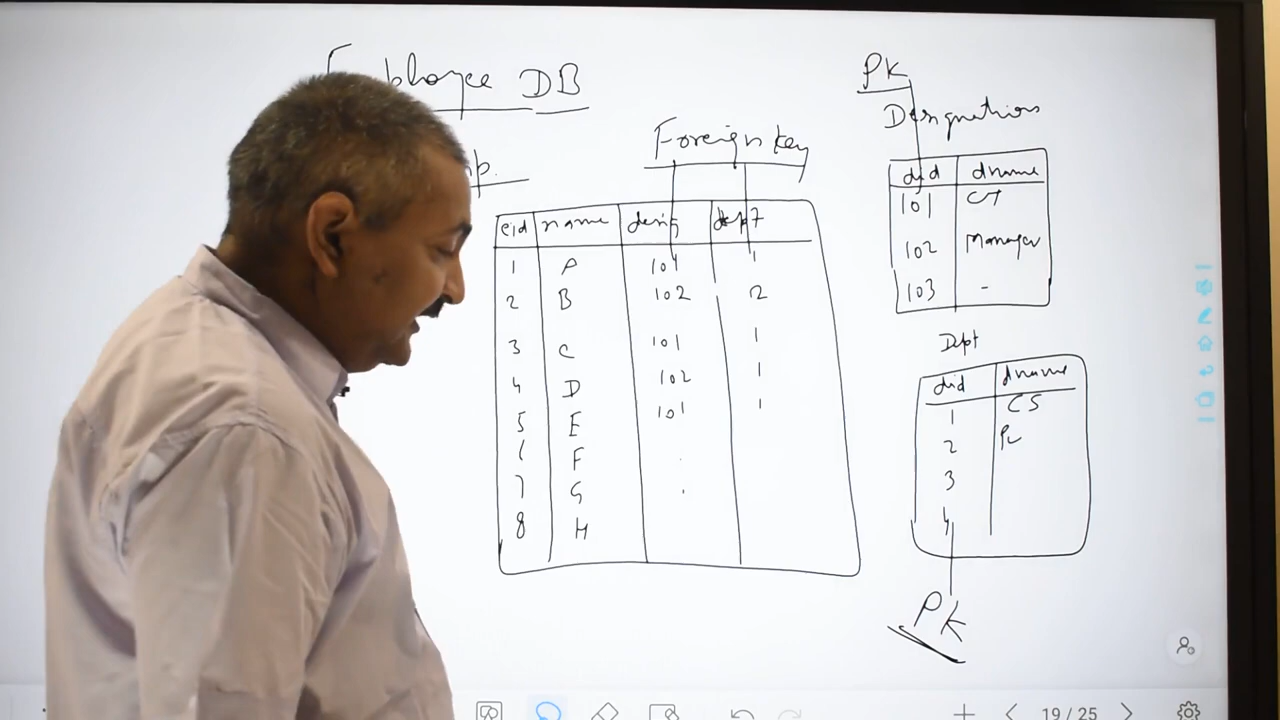 Employee DB
Emp.
Foreign key
eid name desig dept
1 A 101 1
2 B 102 2
3 C 101 1
4 D 102 1
5 E 101 1
6 F .
7 G .
8 H
PK
Designations
did dname
101
102 Manager
103 -
Dept
did dname
1 CS
2
3
4
PK
19/25